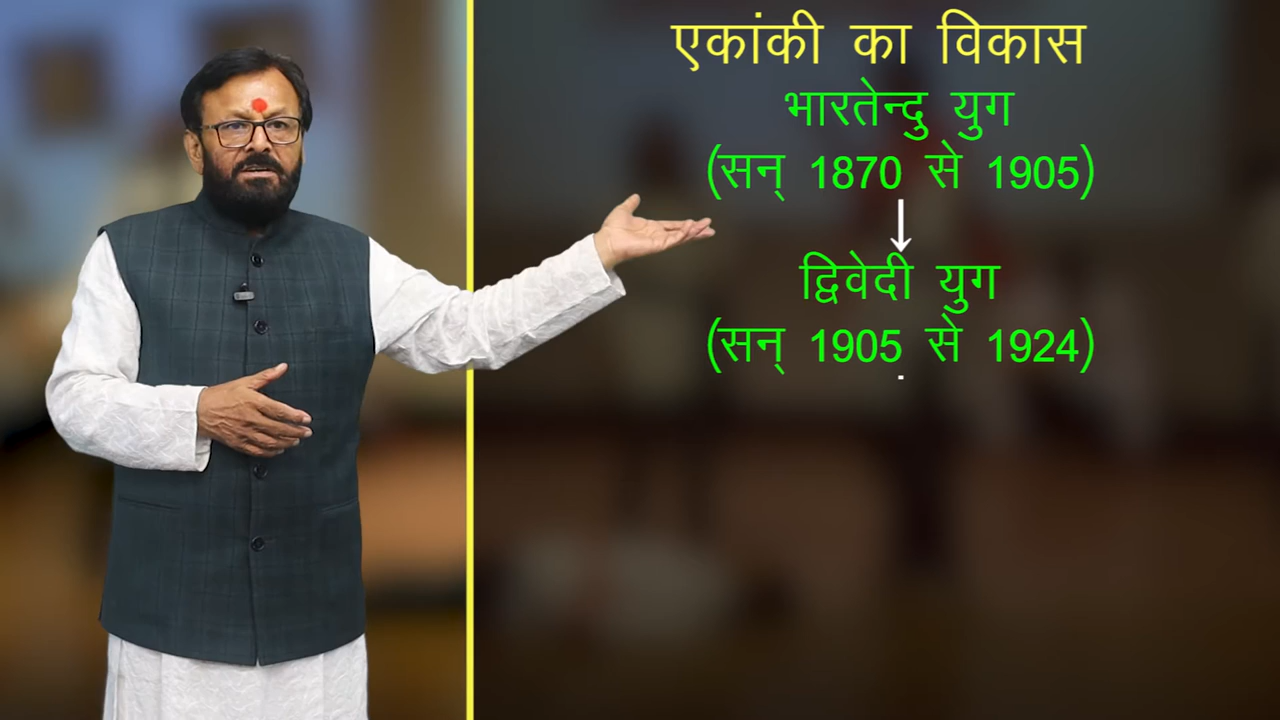 एकांकी का विकास
भारतेन्दु युग
(सन् 1870 से 1905)
द्विवेदी युग
(सन् 1905 से 1924)